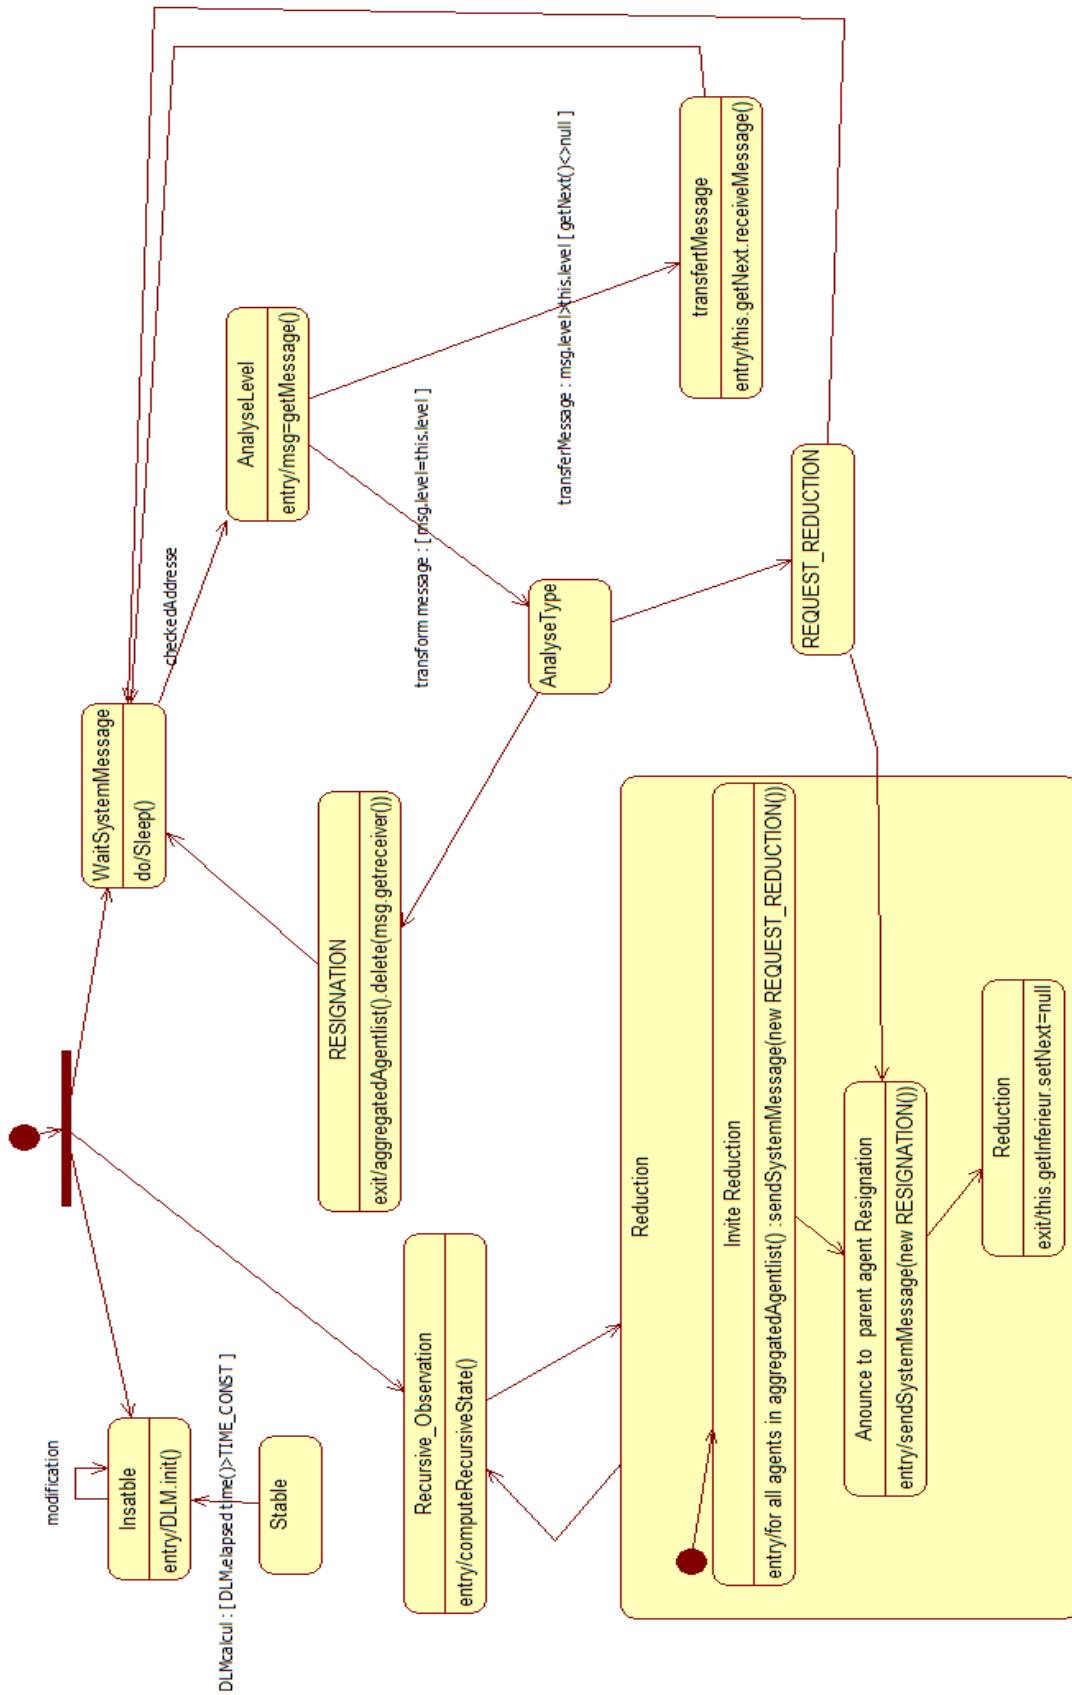 modification
Insatble
entry/DLM.init()
DLMcalcul : [ DLM.elapsed time()>TIME_CONST ]
Stable
WaitSystemMessage
do/Sleep()
checkedAddresse
AnalyseLevel
entry/msg=getMessage()
RESIGNATION
exit/aggregatedAgentlist().delete(msg.getreceiver())
transform message : [ msg.level=this.level ]
Recursive_Observation
entry/computeRecursiveState()
AnalyseType
transferMessage : msg.level>this.level [ getNext()<>null ]
transfertMessage
entry/this.getNext.receiveMessage()
REQUEST_REDUCTION
Reduction
Invite Reduction
entry/for all agents in aggregatedAgentlist() :sendSystemMessage(new REQUEST_REDUCTION())
Anounce to parent agent Resignation
entry/sendSystemMessage(new RESIGNATION())
Reduction
exit/this.getInferieur.setNext=null